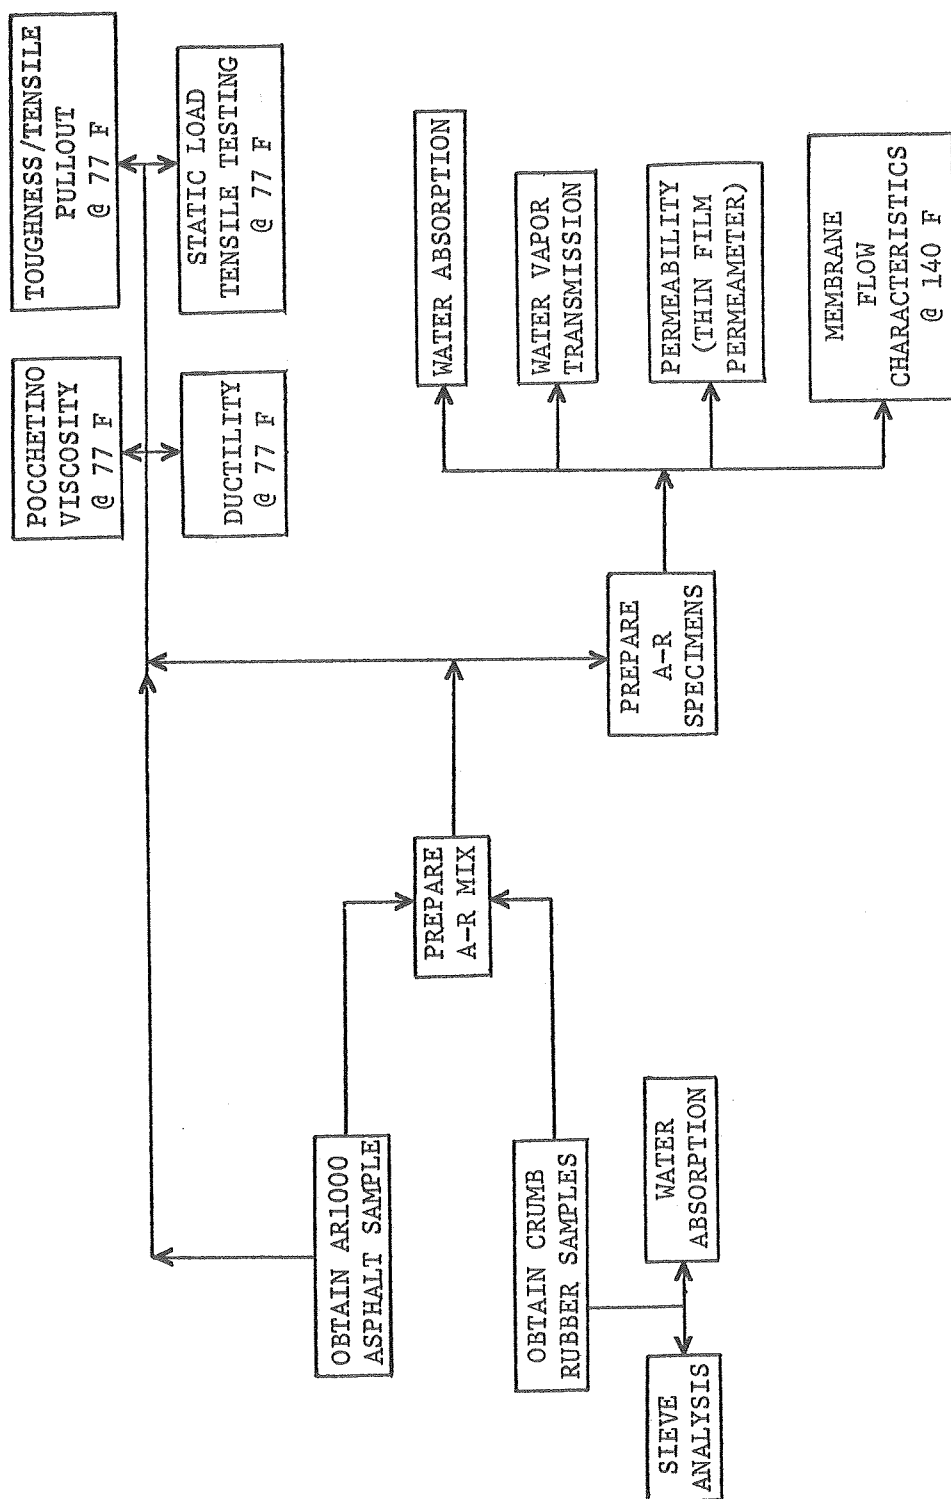 OBTAIN AR1000
ASPHALT SAMPLE
OBTAIN CRUMB
RUBBER SAMPLES
SIEVE
ANALYSIS
WATER
ABSORPTION
PREPARE
A-R MIX
PREPARE
A-R
SPECIMENS
POCCHETINO
VISCOSITY
@ 77 F
DUCTILITY
@ 77 F
TOUGHNESS/TENSILE
PULLOUT
@ 77 F
STATIC LOAD
TENSILE TESTING
@ 77 F
WATER ABSORPTION
WATER VAPOR
TRANSMISSION
PERMEABILITY
(THIN FILM
PERMEAMETER)
MEMBRANE
FLOW
CHARACTERISTICS
@ 140 F